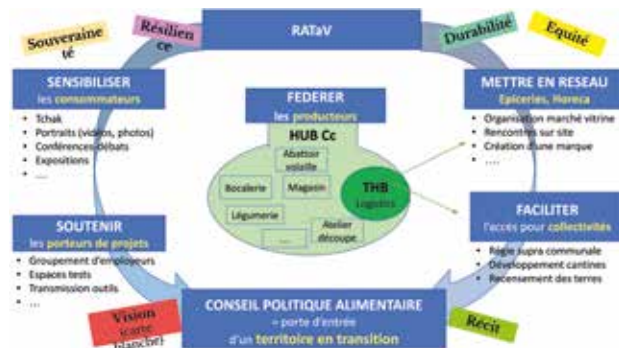 Souveraine
té
Résilien
ce
RATaV
Durabilité
Equité
SENSIBILISER
les consommateurs
• Tchak
• Portraits (vidéos, photos)
• Conférences-débats
• Expositions
• ....
FEDERER
les producteurs
HUB Cc
Abattoir
volaille
Bocalerie
Magasin
Légumerie
....
Atelier
découpe
THB
Logistics
METTRE EN RESEAU
Epiceries, Horeca
• Organisation marché vitrine
• Rencontres sur site
• Création d'une marque
• ....
SOUTENIR
les porteurs de projets
• Groupement d'employeurs
• Espaces tests
• Transmission outils
• ...
FACILITER
l'accès pour collectivités
• Régie supra communale
• Développement cantines
• Recensement des terres
Vision
(carte
blanche)
CONSEIL POLITIQUE ALIMENTAIRE
= porte d'entrée
d'un territoire en transition
Récit